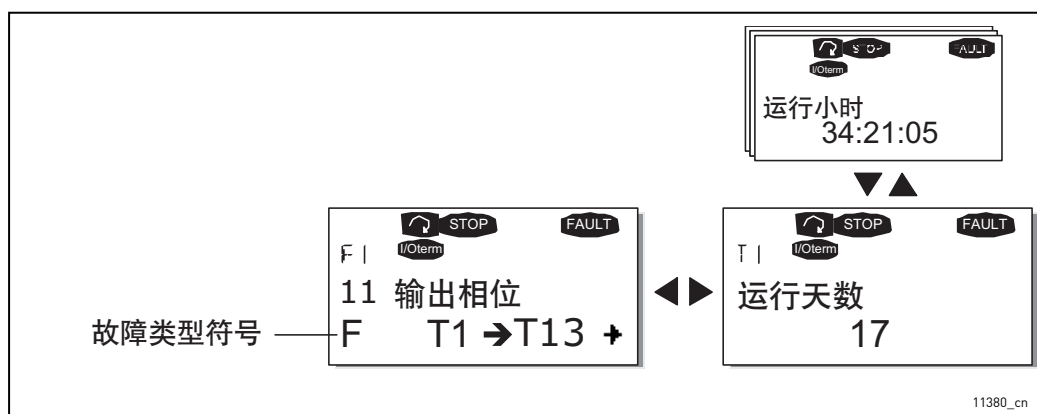 STOP FAULT
I/Oterm
运行小时
34:21:05
STOP FAULT
F1 I/Oterm
11 输出相位
F T1 ➔T13
故障类型符号
STOP FAULT
T1 I/Oterm
运行天数
17
11380_cn